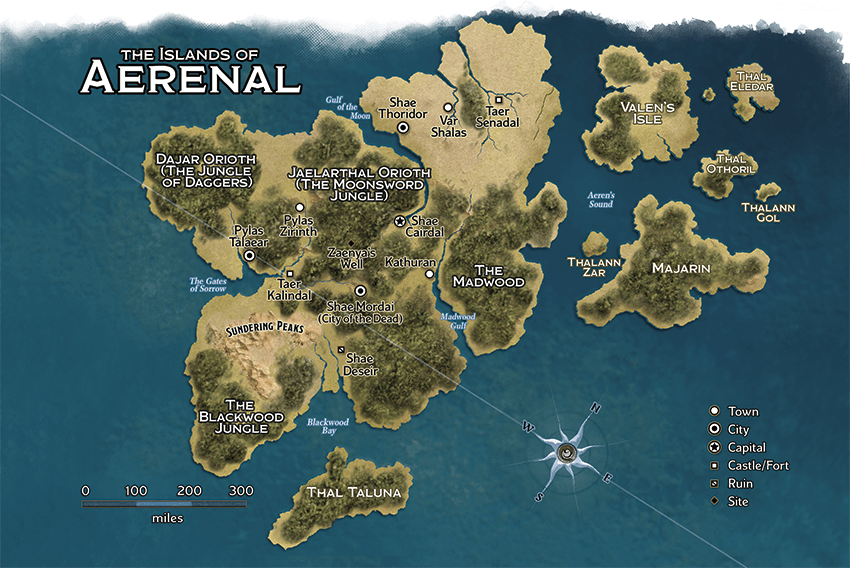 THE ISLANDS OF
AERENAL
Gulf
of the
Moon
Shae
Thoridor
Var
Shalas
Taer
Senadal
VALEN'S
ISLE
THAL
ELEDAR
THAL
OTHORIL
THALANN
GOL
Aeren's
Sound
DAJAR ORIOTH
(THE JUNGLE
OF DAGGERS)
JAELARTHAL ORIOTH
(THE MOONSWORD
JUNGLE)
Pylas
Zirinth
Shae
Cairdal
Pylas
Talaear
Zaenya's
Well
Kathuran
THE
MADWOOD
THALANN
ZAR
MAJARIN
The Gates
of Sorrow
Taer
Kalindal
Shae Mordai
(City of the Dead)
Madwood
Gulf
SUNDERING PEAKS
Shae
Deseir
THE
BLACKWOOD
JUNGLE
Blackwood
Bay
THAL TALUNA
N
W
E
S
Town
City
Capital
Castle/Fort
Ruin
Site
0 100 200 300
miles